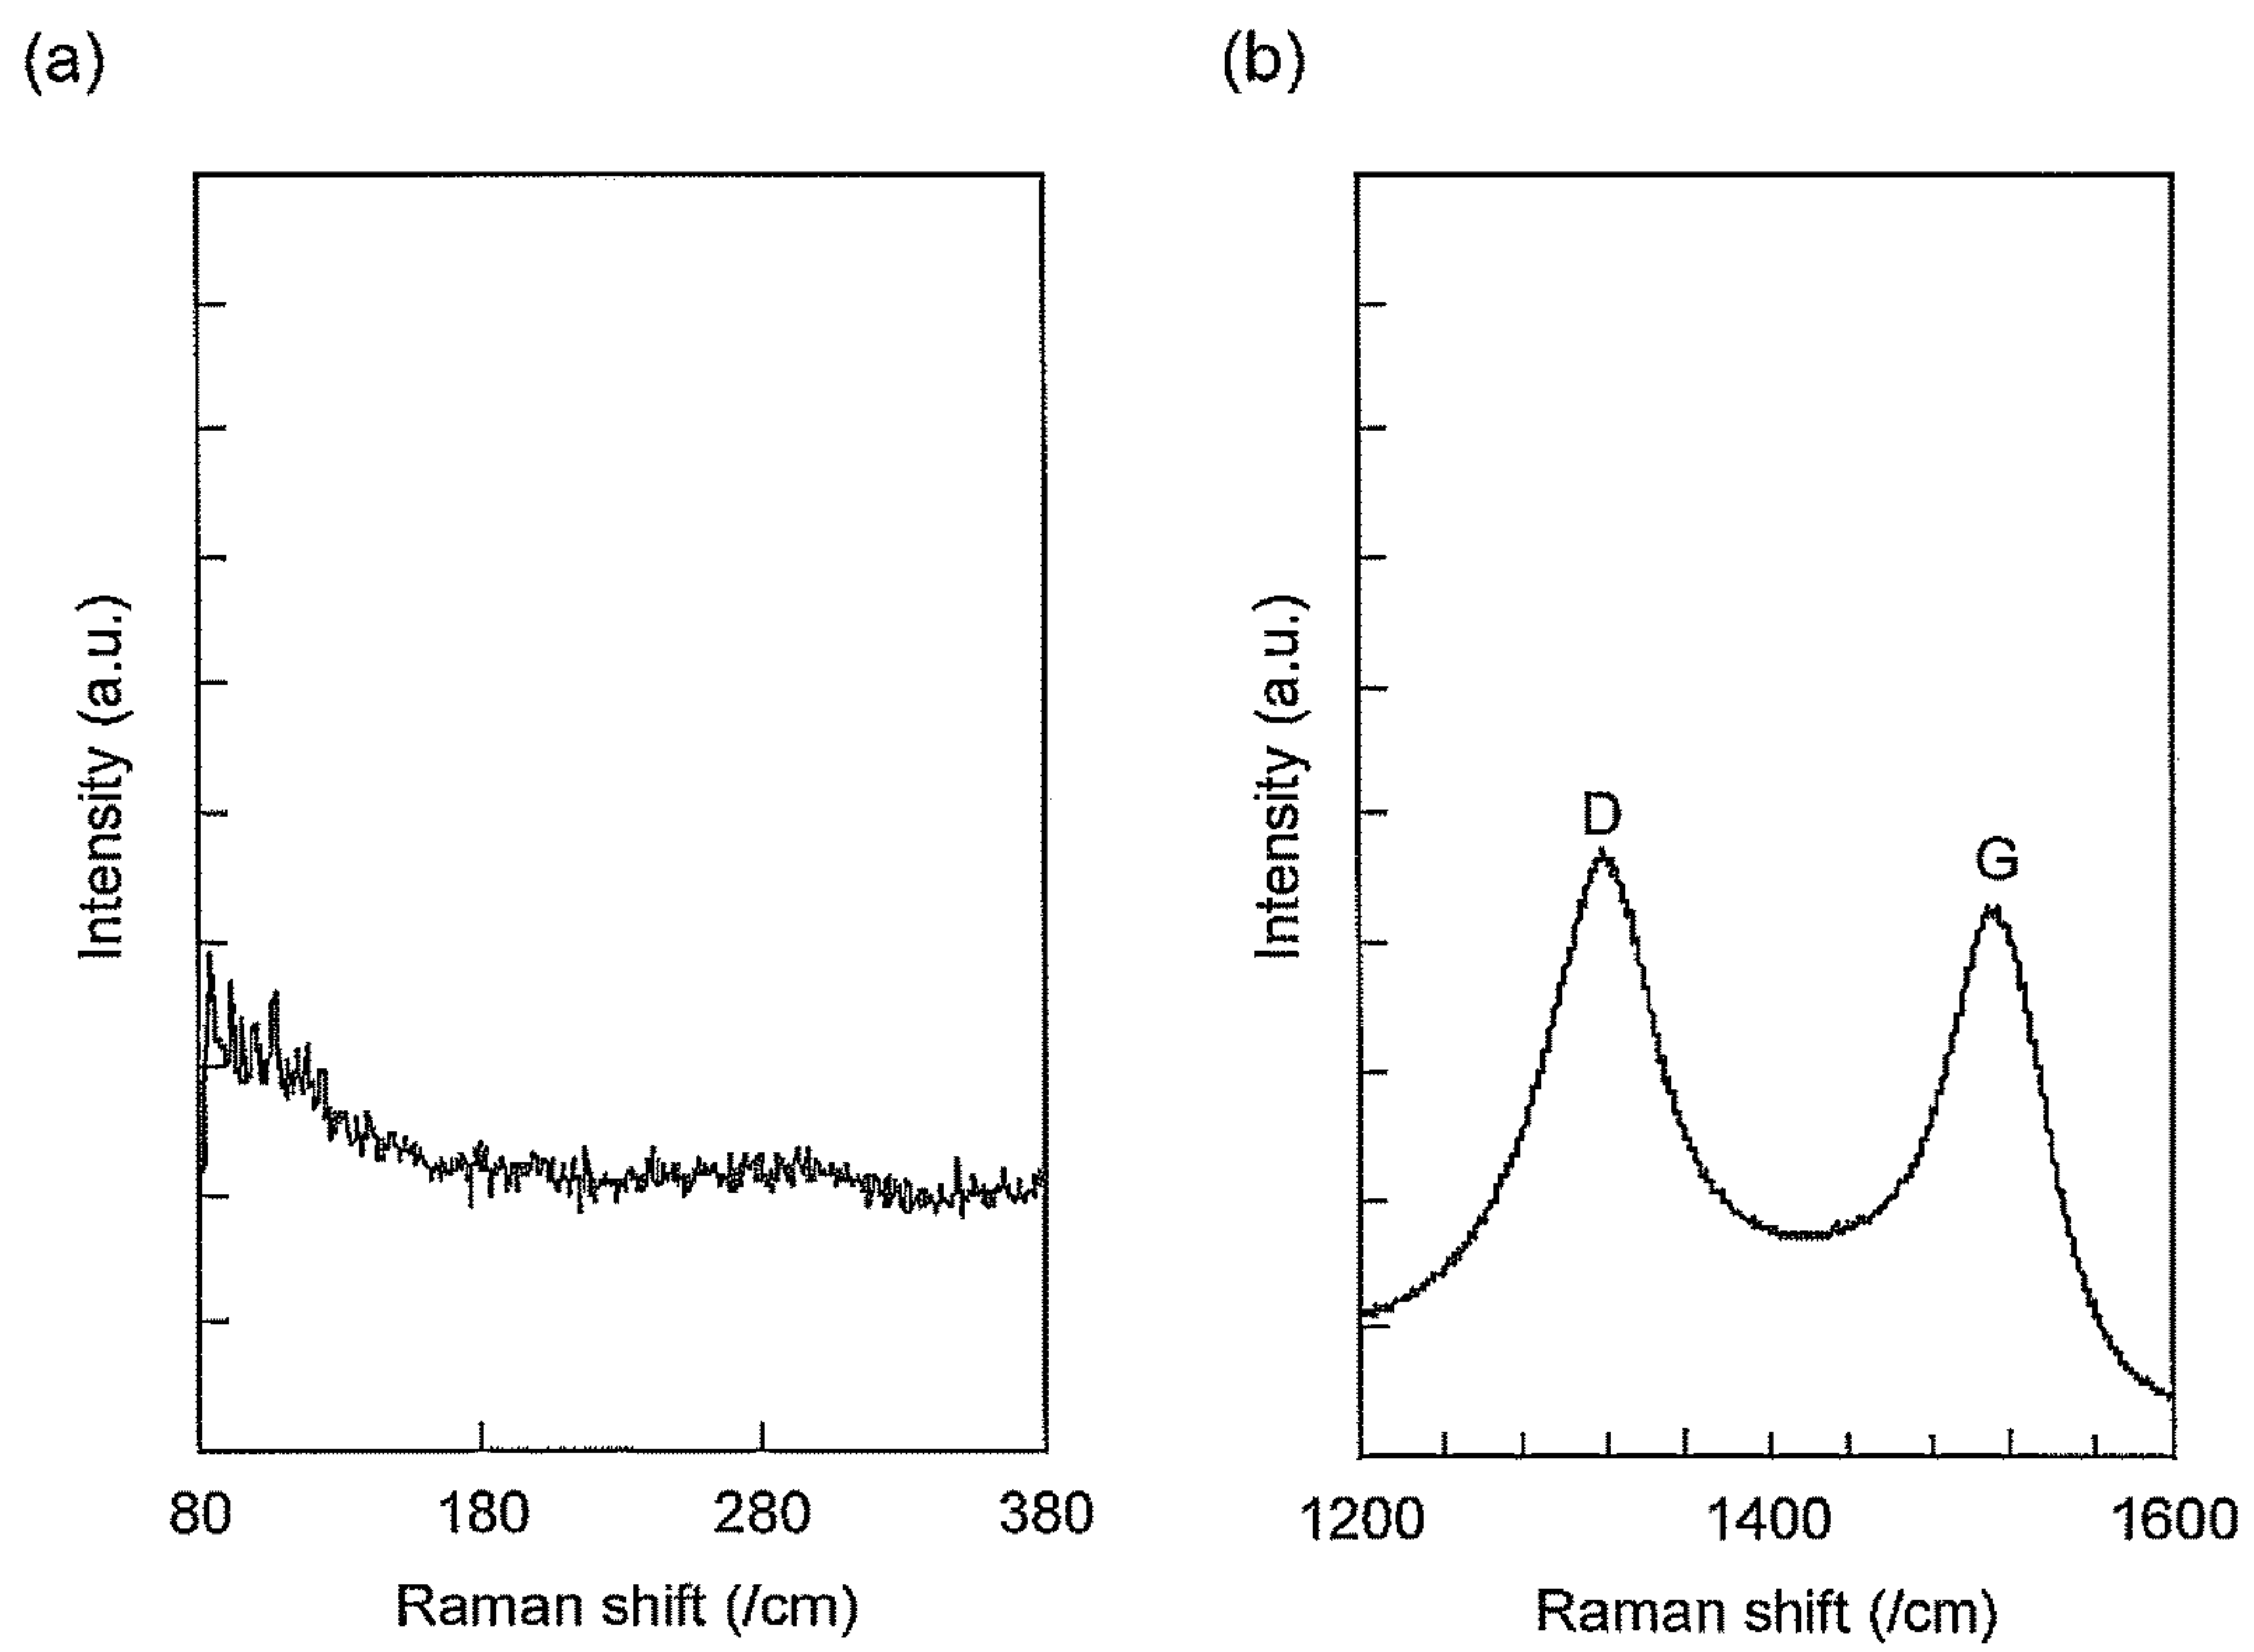 (a)
Intensity (a.u.)
80 180 280 380
Raman shift (/cm)
(b)
Intensity (a.u.)
D
G
1200 1400 1600
Raman shift (/cm)